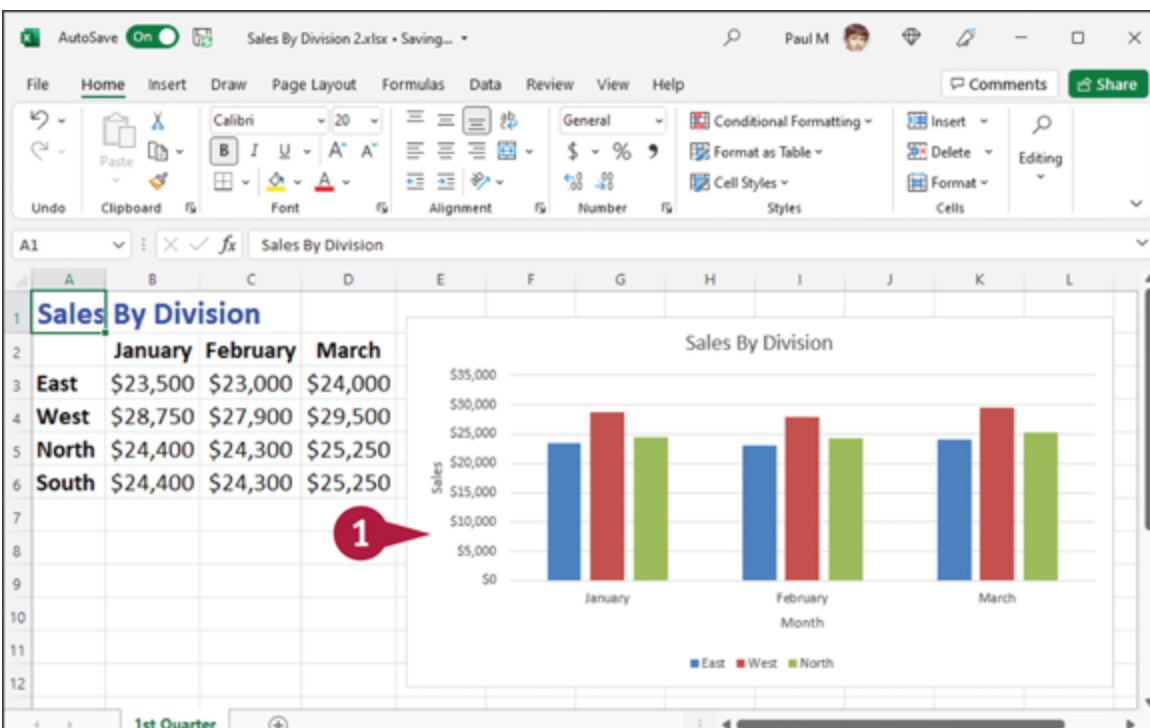 AutoSave On Sales By Division 2.xlsx • Saving... Paul M
File Home Insert Draw Page Layout Formulas Data Review View Help Comments Share
Calibri 20 General Conditional Formatting Insert
Paste B I U A A $ % Format as Table Delete Editing
A Cell Styles Format
Undo Clipboard Font Alignment Number Styles Cells
A1 fx Sales By Division
A B C D E F G H I J K L
1 Sales By Division
2 January February March
3 East $23,500 $23,000 $24,000
4 West $28,750 $27,900 $29,500
5 North $24,400 $24,300 $25,250
6 South $24,400 $24,300 $25,250
7
8
9
10
11
12
Sales By Division
$35,000
$30,000
$25,000
$20,000
$15,000
$10,000
$5,000
$0
Sales
January February March
Month
East West North
1
1st Quarter